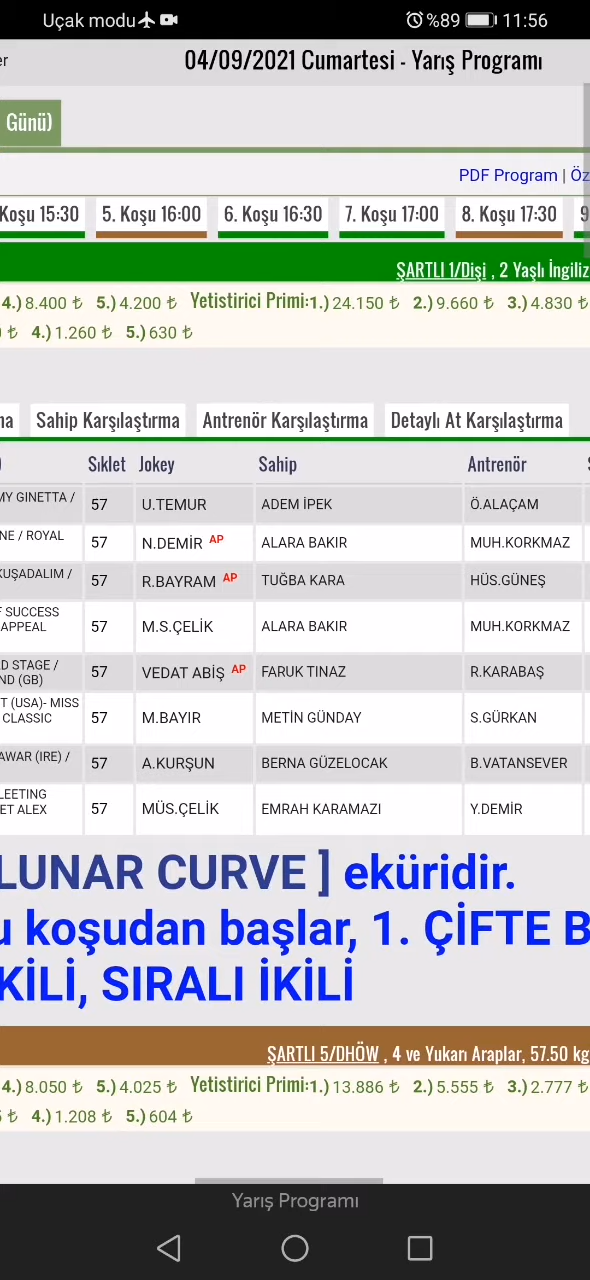 Uçak modu %89 11:56
er 04/09/2021 Cumartesi - Yarış Programı
Günü)
PDF Program | Öz
Koşu 15:30 5. Koşu 16:00 6. Koşu 16:30 7. Koşu 17:00 8. Koşu 17:30 9
ŞARTLI 1/Dişi , 2 Yaşlı İngiliz
4.) 8.400 ₺ 5.) 4.200 ₺ Yetistirici Primi:1.) 24.150 ₺ 2.) 9.660 ₺ 3.) 4.830 ₺
₺ 4.) 1.260 ₺ 5.) 630 ₺
ma Sahip Karşılaştırma Antrenör Karşılaştırma Detaylı At Karşılaştırma
) Sıklet Jokey Sahip Antrenör S
MY GINETTA / 57 U.TEMUR ADEM İPEK Ö.ALAÇAM
NE / ROYAL 57 N.DEMİR AP ALARA BAKIR MUH.KORKMAZ
KUŞADALIM / 57 R.BAYRAM AP TUĞBA KARA HÜS.GÜNEŞ
F SUCCESS
APPEAL 57 M.S.ÇELİK ALARA BAKIR MUH.KORKMAZ
D STAGE /
ND (GB) 57 VEDAT ABİŞ AP FARUK TINAZ R.KARABAŞ
T (USA)- MISS
CLASSIC 57 M.BAYIR METİN GÜNDAY S.GÜRKAN
AWAR (IRE) / 57 A.KURŞUN BERNA GÜZELOCAK B.VATANSEVER
LEETING
ET ALEX 57 MÜS.ÇELİK EMRAH KARAMAZI Y.DEMİR
LUNAR CURVE ] eküridir.
u koşudan başlar, 1. ÇİFTE B
KİLİ, SIRALI İKİLİ
ŞARTLI 5/DHÖW , 4 ve Yukarı Araplar, 57.50 kg
4.) 8.050 ₺ 5.) 4.025 ₺ Yetistirici Primi:1.) 13.886 ₺ 2.) 5.555 ₺ 3.) 2.777 ₺
₺ 4.) 1.208 ₺ 5.) 604 ₺
Yarış Programı